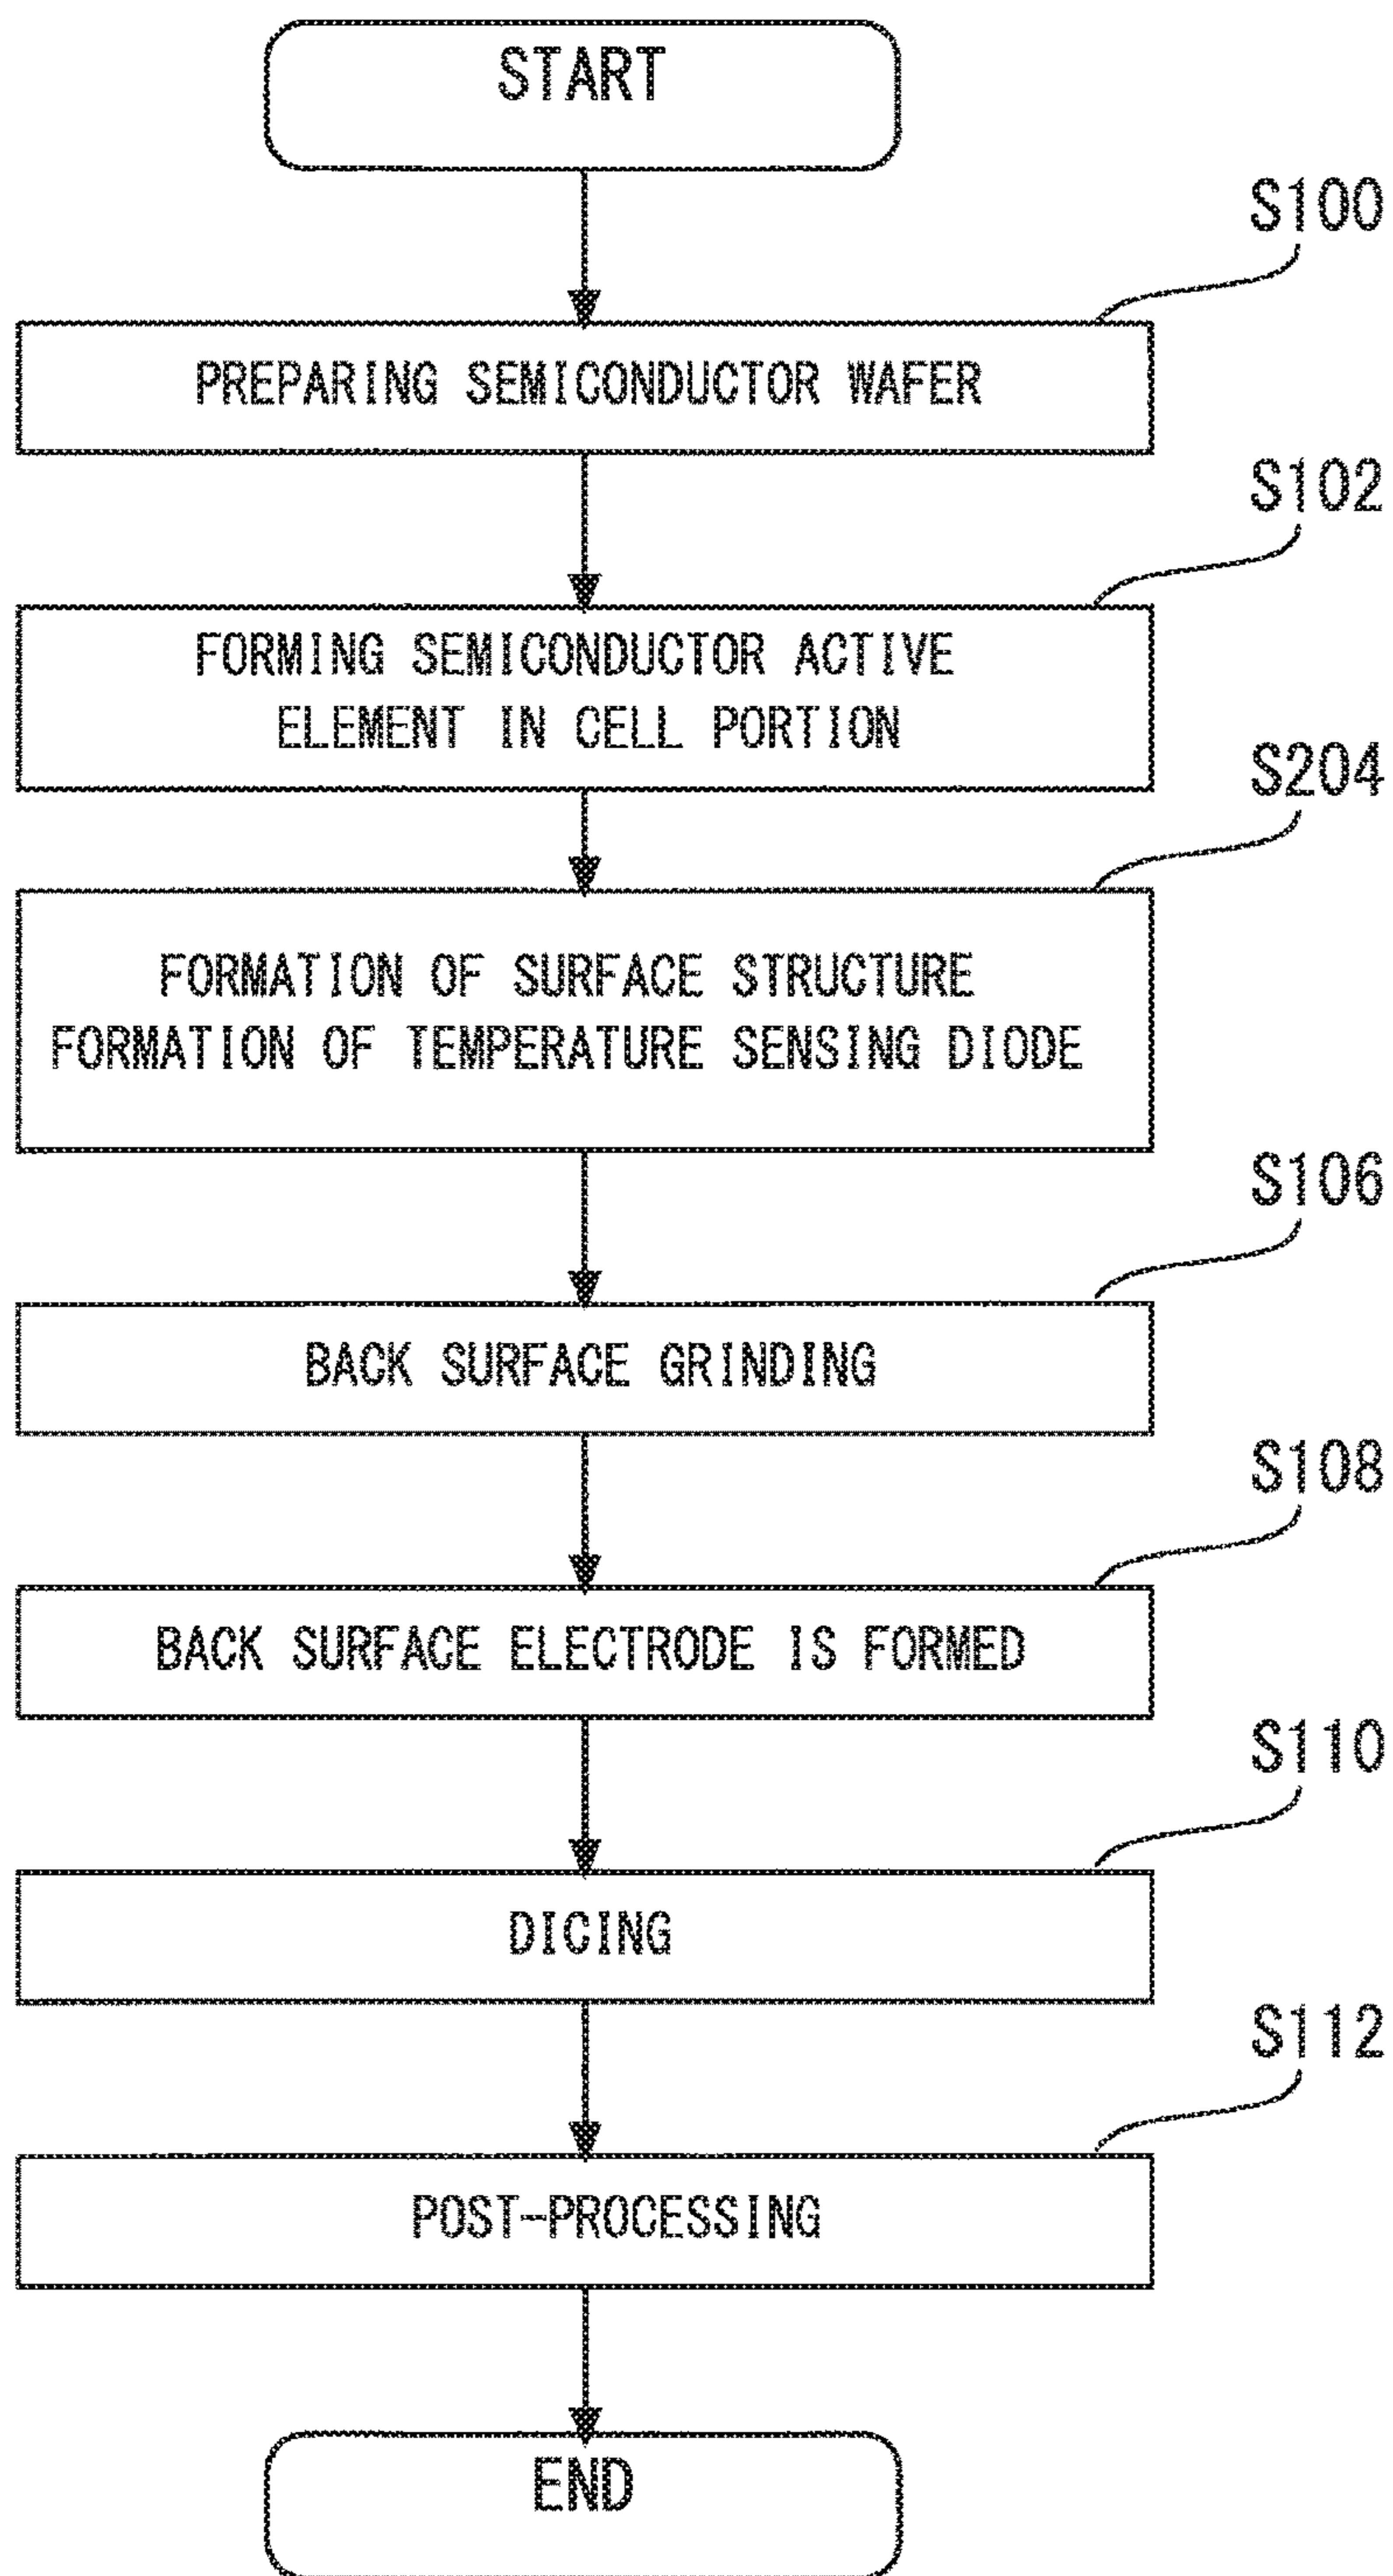 START
S100
PREPARING SEMICONDUCTOR WAFER
S102
FORMING SEMICONDUCTOR ACTIVE
ELEMENT IN CELL PORTION
S204
FORMATION OF SURFACE STRUCTURE
FORMATION OF TEMPERATURE SENSING DIODE
S106
BACK SURFACE GRINDING
S108
BACK SURFACE ELECTRODE IS FORMED
S110
DICING
S112
POST-PROCESSING
END